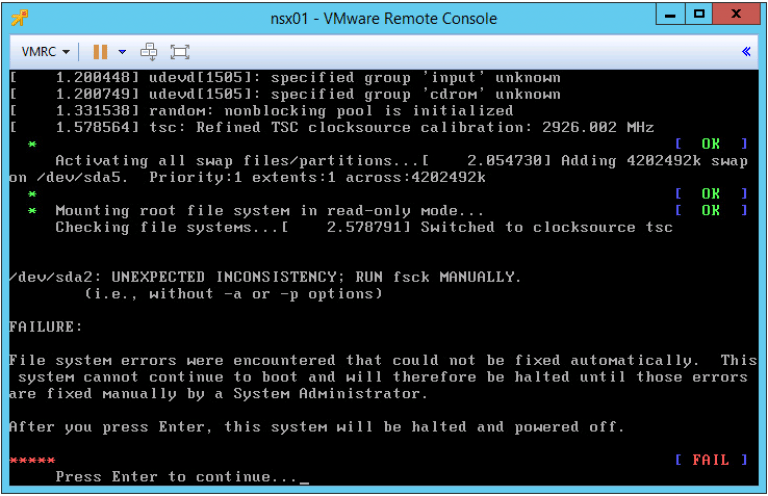 nsx01 - VMware Remote Console
VMRC
[    1.200448] udevd[1505]: specified group 'input' unknown
[    1.200749] udevd[1505]: specified group 'cdrom' unknown
[    1.331538] random: nonblocking pool is initialized
[    1.578564] tsc: Refined TSC clocksource calibration: 2926.002 MHz
  *                                                                     [  OK  ]
     Activating all swap files/partitions...[    2.054730] Adding 4202492k swap
on /dev/sda5.  Priority:1 extents:1 across:4202492k
  *                                                                     [  OK  ]
  *  Mounting root file system in read-only mode...                     [  OK  ]
     Checking file systems...[    2.578791] Switched to clocksource tsc
/dev/sda2: UNEXPECTED INCONSISTENCY; RUN fsck MANUALLY.
        (i.e., without -a or -p options)
FAILURE:
File system errors were encountered that could not be fixed automatically.  This
 system cannot continue to boot and will therefore be halted until those errors
are fixed manually by a System Administrator.
After you press Enter, this system will be halted and powered off.
*****                                                                   [ FAIL ]
     Press Enter to continue..._